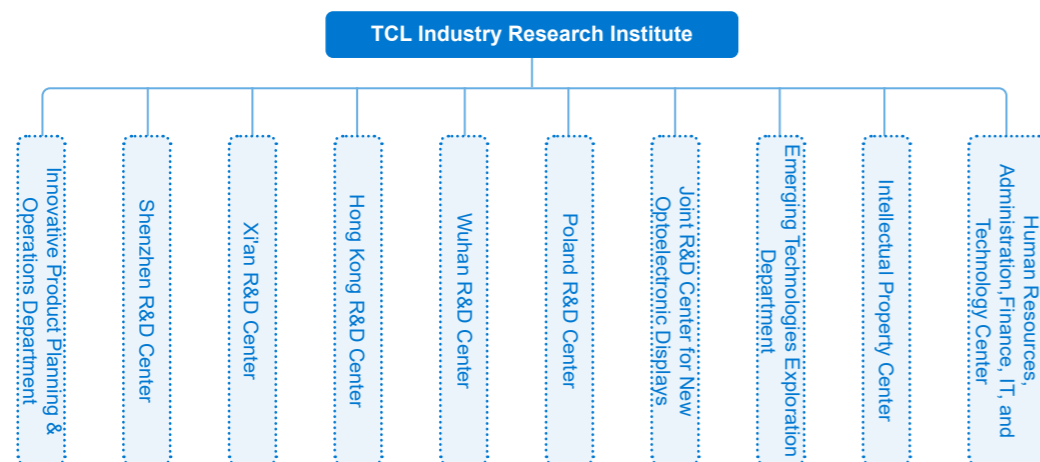 TCL Industry Research Institute
Innovative Product Planning &
Operations Department
Shenzhen R&D Center
Xi'an R&D Center
Hong Kong R&D Center
Wuhan R&D Center
Poland R&D Center
Joint R&D Center for New
Optoelectronic Displays
Emerging Technologies Exploration
Department
Intellectual Property Center
Human Resources,
Administration,Finance, IT, and
Technology Center